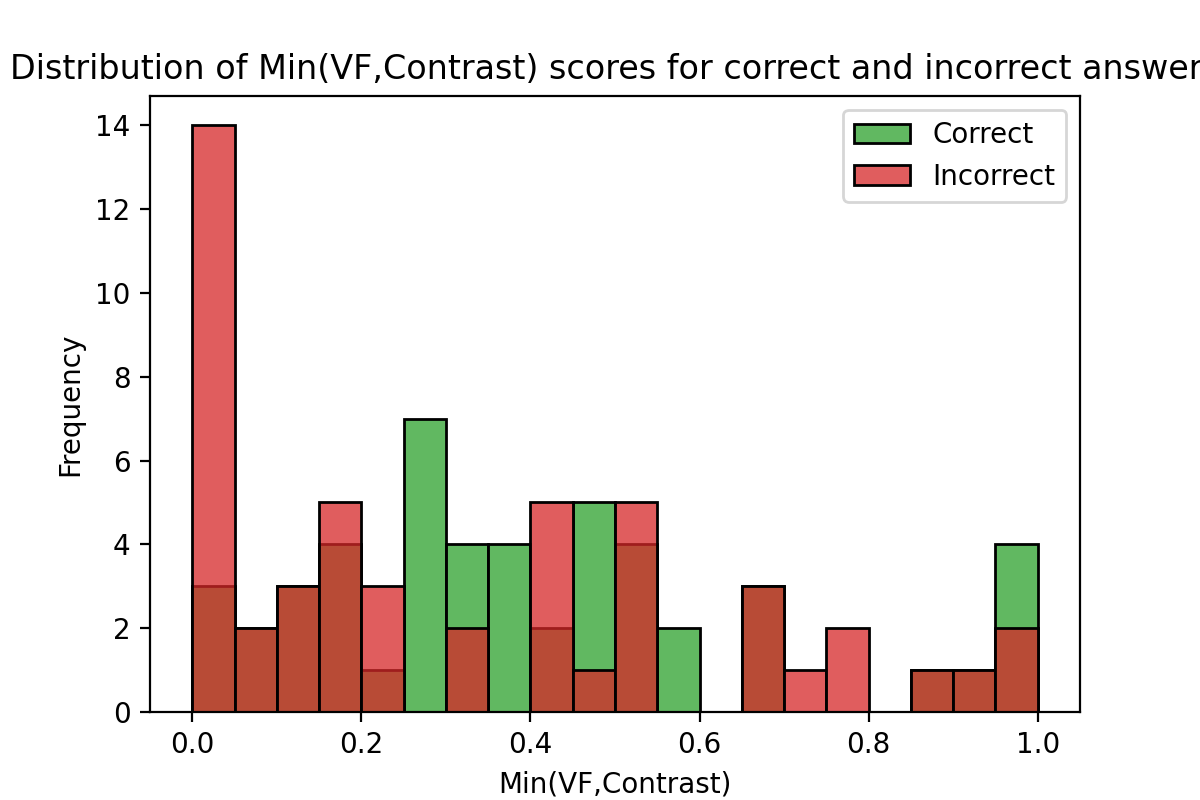 Distribution of Min(VF,Contrast) scores for correct and incorrect answer
Correct
Incorrect
14
12
10
8
6
4
2
0
Frequency
0.0 0.2 0.4 0.6 0.8 1.0
Min(VF,Contrast)